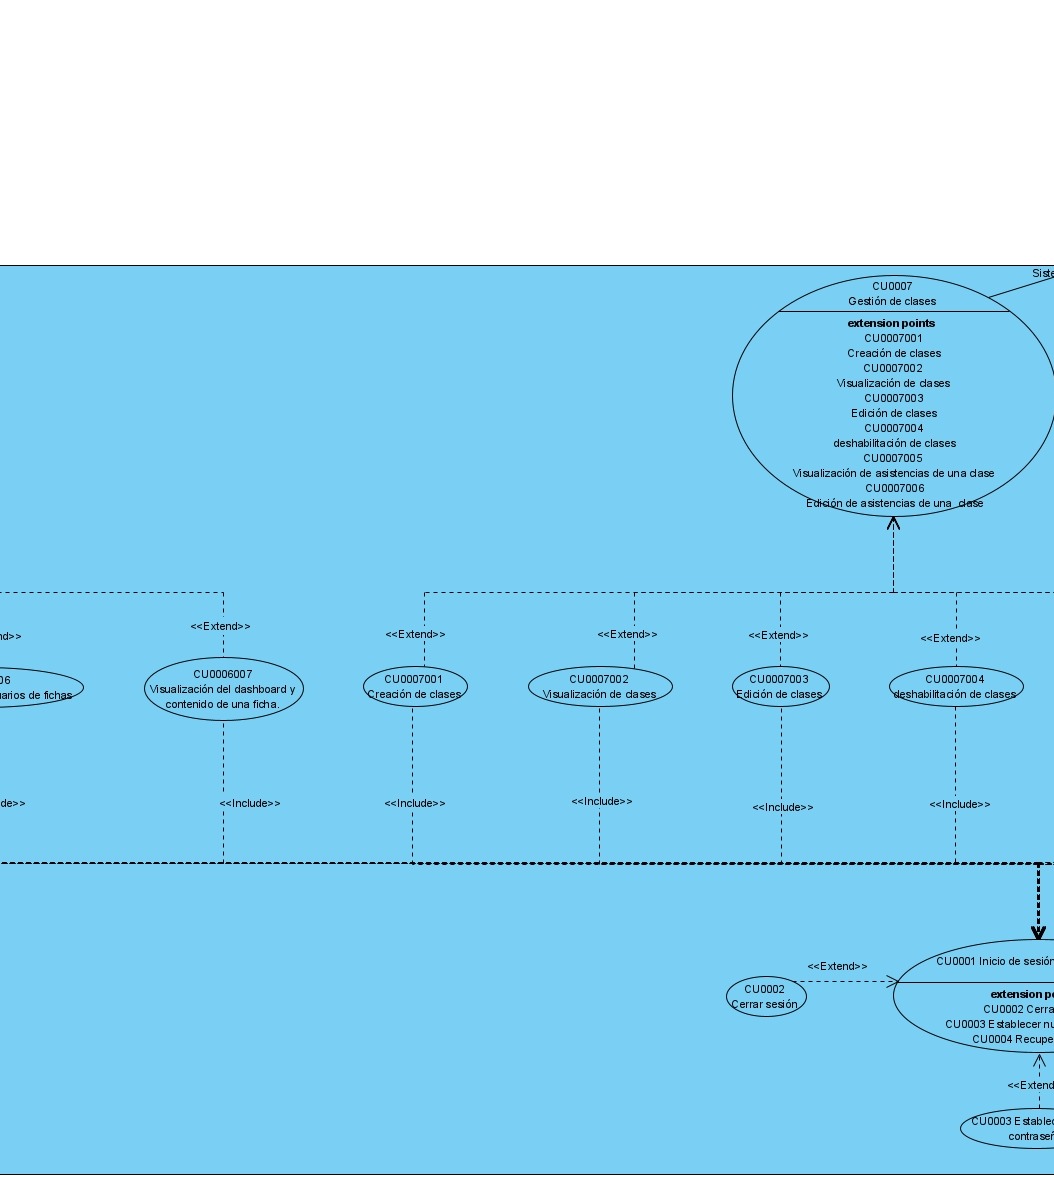 Siste
CU0007
Gestión de clases
extension points
CU0007001
Creación de clases
CU0007002
Visualización de clases
CU0007003
Edición de clases
CU0007004
deshabilitación de clases
CU0007005
Visualización de asistencias de una clase
CU0007006
Edición de asistencias de una clase
nd>>
<<Extend>>
<<Extend>>
<<Extend>>
<<Extend>>
<<Extend>>
06
uarios de fichas
CU0006007
Visualización del dashboard y
contenido de una ficha.
CU0007001
Creación de clases
CU0007002
Visualización de clases
CU0007003
Edición de clases
CU0007004
deshabilitación de clases
de>>
<<Include>>
<<Include>>
<<Include>>
<<Include>>
<<Include>>
CU0001 Inicio de sesión
extension po
CU0002 Cerra
CU0003 Establecer nu
CU0004 Recupe
<<Extend>>
CU0002
Cerrar sesión
<<Extend
CU0003 Establec
contraseñ